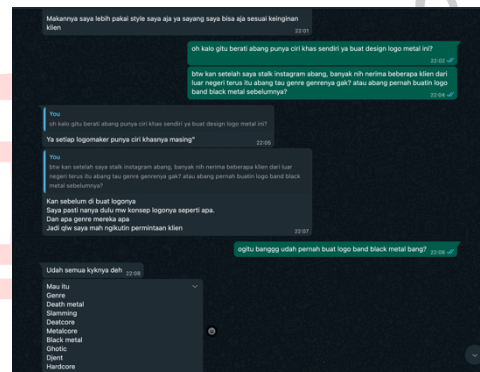 Makannya saya lebih pakai style saya aja ya sayang saya bisa aja sesuai keinginan
klien
22:01
oh kalo gitu berati abang punya ciri khas sendiri ya buat design logo metal ini?
22:02
btw kan setelah saya stalk instagram abang, banyak nih nerima beberapa klien dari
luar negeri terus itu abang tau genre genrenya gak? atau abang pernah buatin logo
band black metal sebelumnya?
22:04
You
oh kalo gitu berati abang punya ciri khas sendiri ya buat design logo metal ini?
Ya setiap logomaker punya ciri khasnya masing"
22:05
You
btw kan setelah saya stalk instagram abang, banyak nih nerima beberapa klien dari luar
negeri terus itu abang tau genre genrenya gak? atau abang pernah buatin logo band black
metal sebelumnya?
Kan sebelum di buat logonya
Saya pasti nanya dulu mw konsep logonya seperti apa.
Dan apa genre mereka apa
Jadi qlw saya mah ngikutin permintaan klien
22:07
ogitu banggg udah pernah buat logo band black metal bang?
22:08
Udah semua kyknya deh
22:08
Mau itu
Genre
Death metal
Slamming
Deatcore
Metalcore
Black metal
Ghotic
Djent
Hardcore